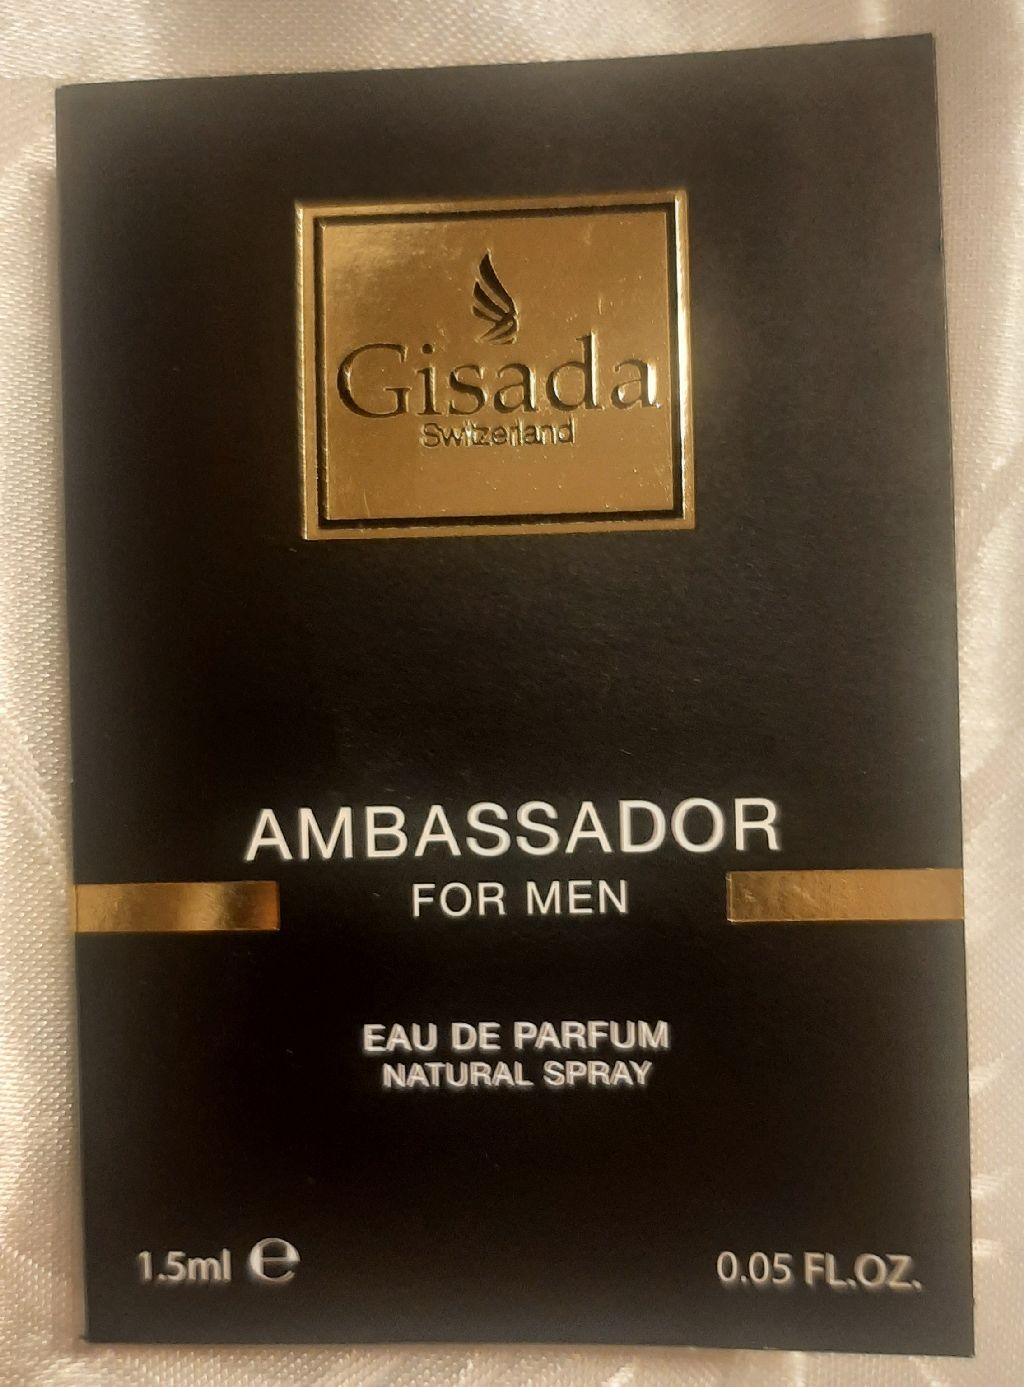 Gisada
Switzerland
AMBASSADOR
FOR MEN
EAU DE PARFUM
NATURAL SPRAY
1.5ml ℮
0.05 FL.OZ.